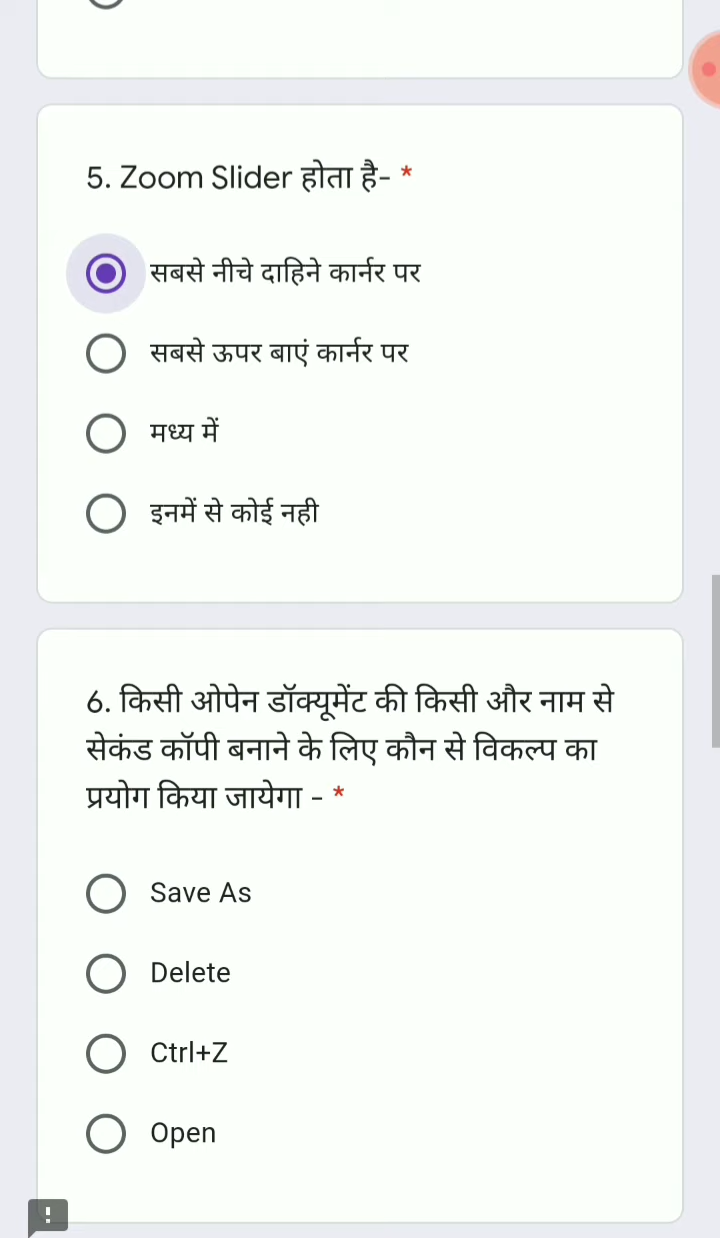 5. Zoom Slider होता है- *
सबसे नीचे दाहिने कार्नर पर
सबसे ऊपर बाएं कार्नर पर
मध्य में
इनमें से कोई नही
6. किसी ओपेन डॉक्यूमेंट की किसी और नाम से
सेकंड कॉपी बनाने के लिए कौन से विकल्प का
प्रयोग किया जायेगा - *
Save As
Delete
Ctrl+Z
Open